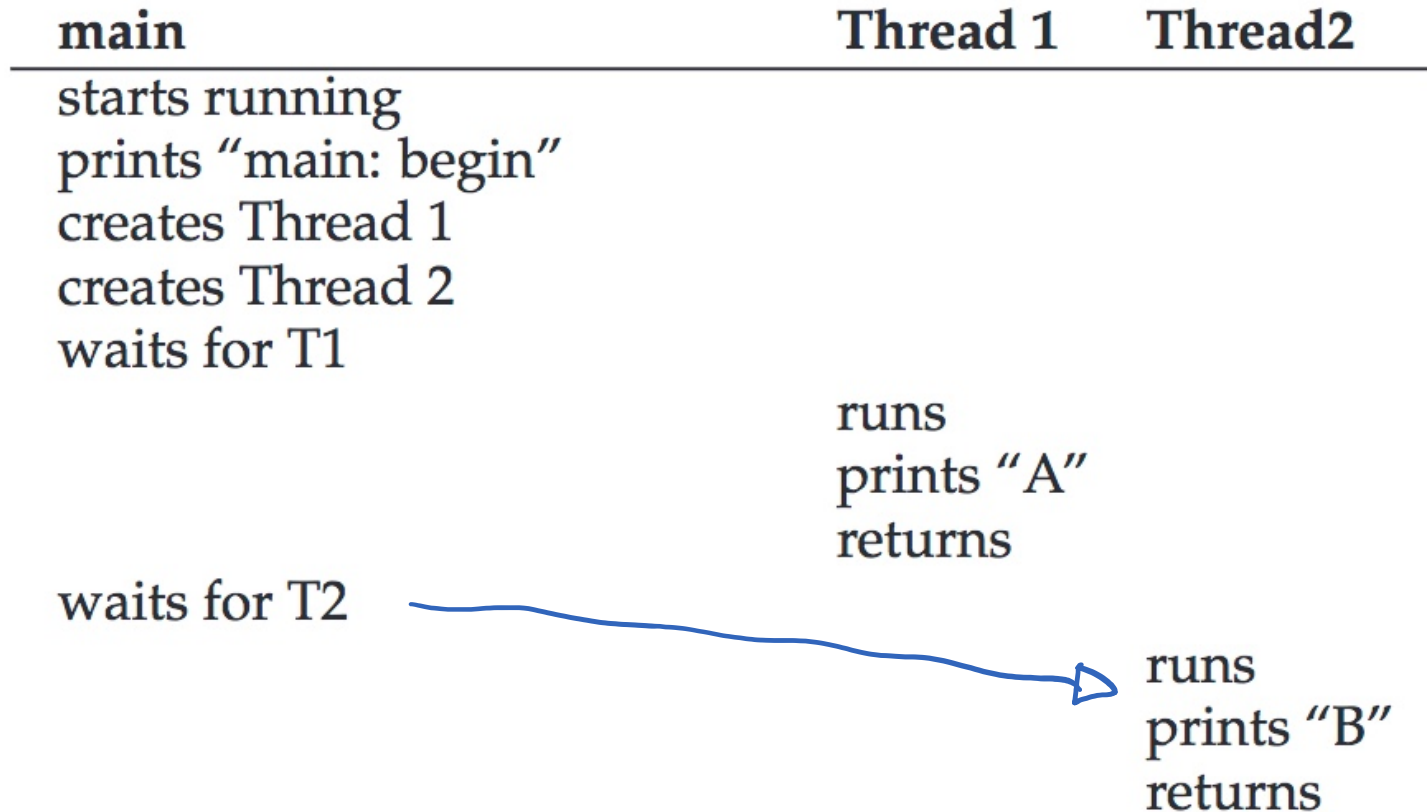 main Thread 1 Thread2
starts running
prints “main: begin”
creates Thread 1
creates Thread 2
waits for T1
runs
prints “A”
returns
waits for T2
runs
prints “B”
returns